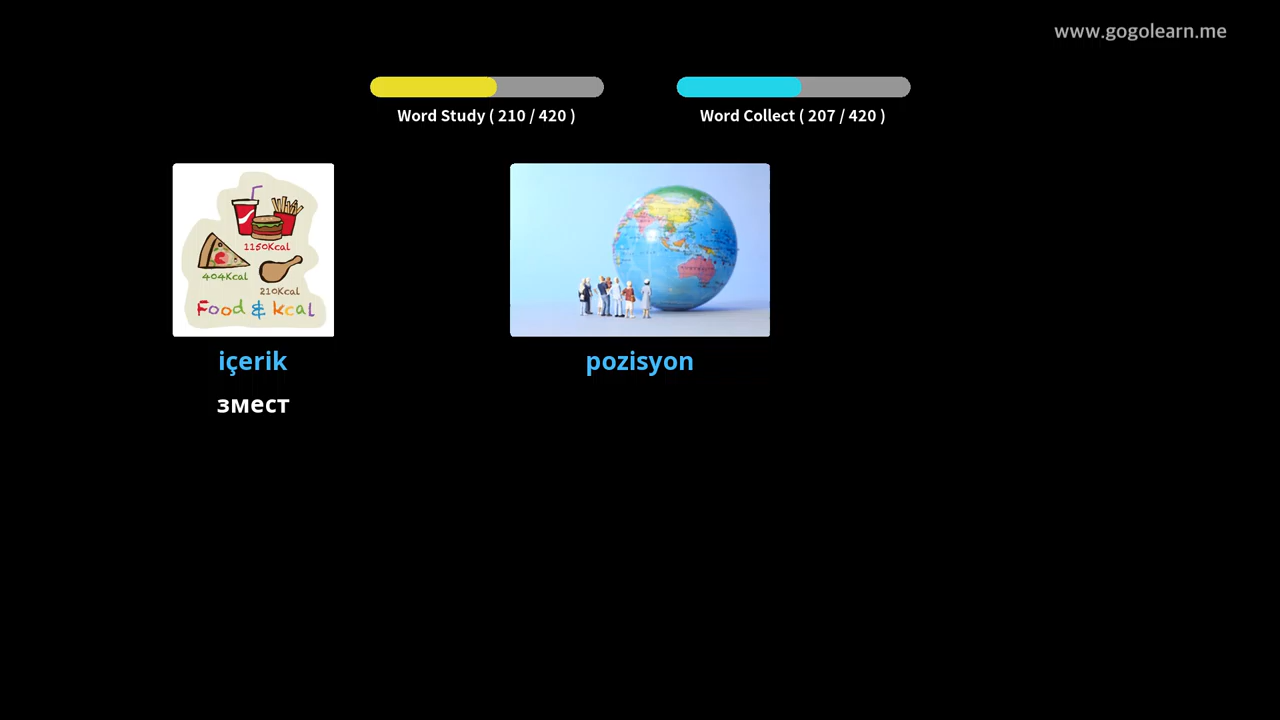 www.gogolearn.me
Word Study ( 210 / 420 )
Word Collect ( 207 / 420 )
1150Kcal
404Kcal
210Kcal
Food & kcal
içerik
pozisyon
змест